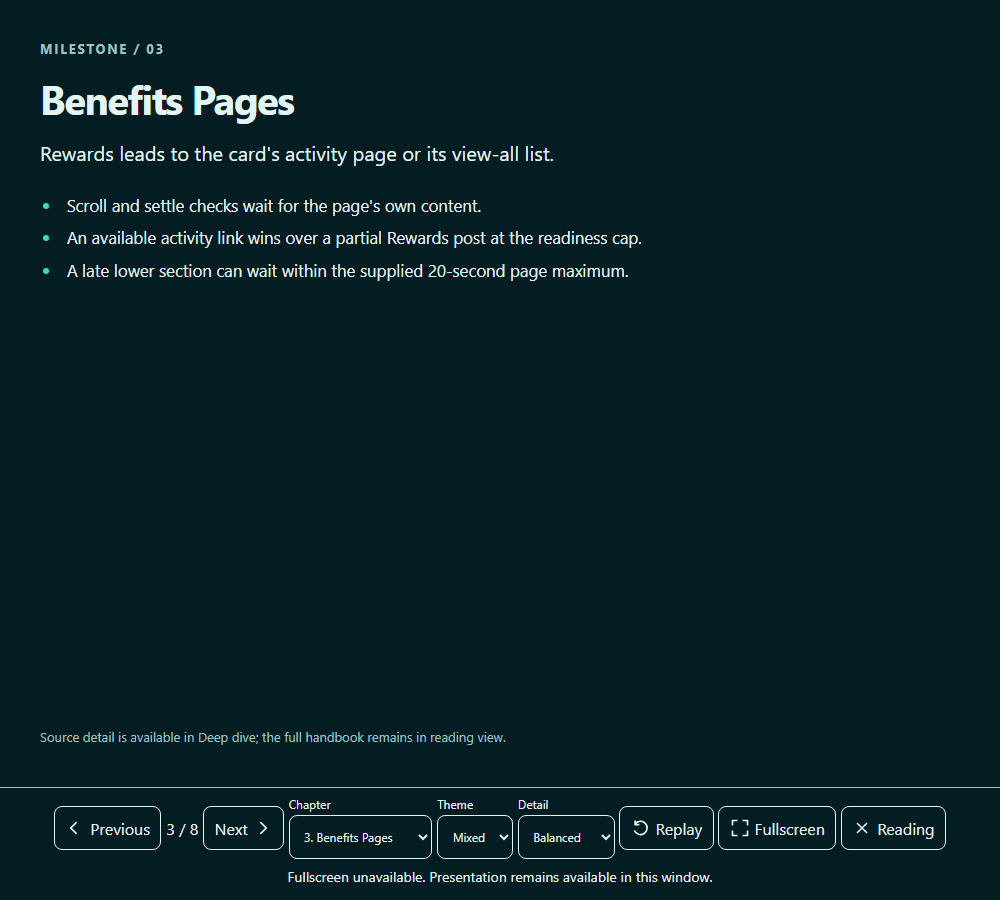 MILESTONE / 03
Benefits Pages
Rewards leads to the card's activity page or its view-all list.
Scroll and settle checks wait for the page's own content.
An available activity link wins over a partial Rewards post at the readiness cap.
A late lower section can wait within the supplied 20-second page maximum.
Source detail is available in Deep dive; the full handbook remains in reading view.
Chapter Theme Detail
Previous 3 / 8 Next 3. Benefits Pages Mixed Balanced Replay Fullscreen Reading
Fullscreen unavailable. Presentation remains available in this window.